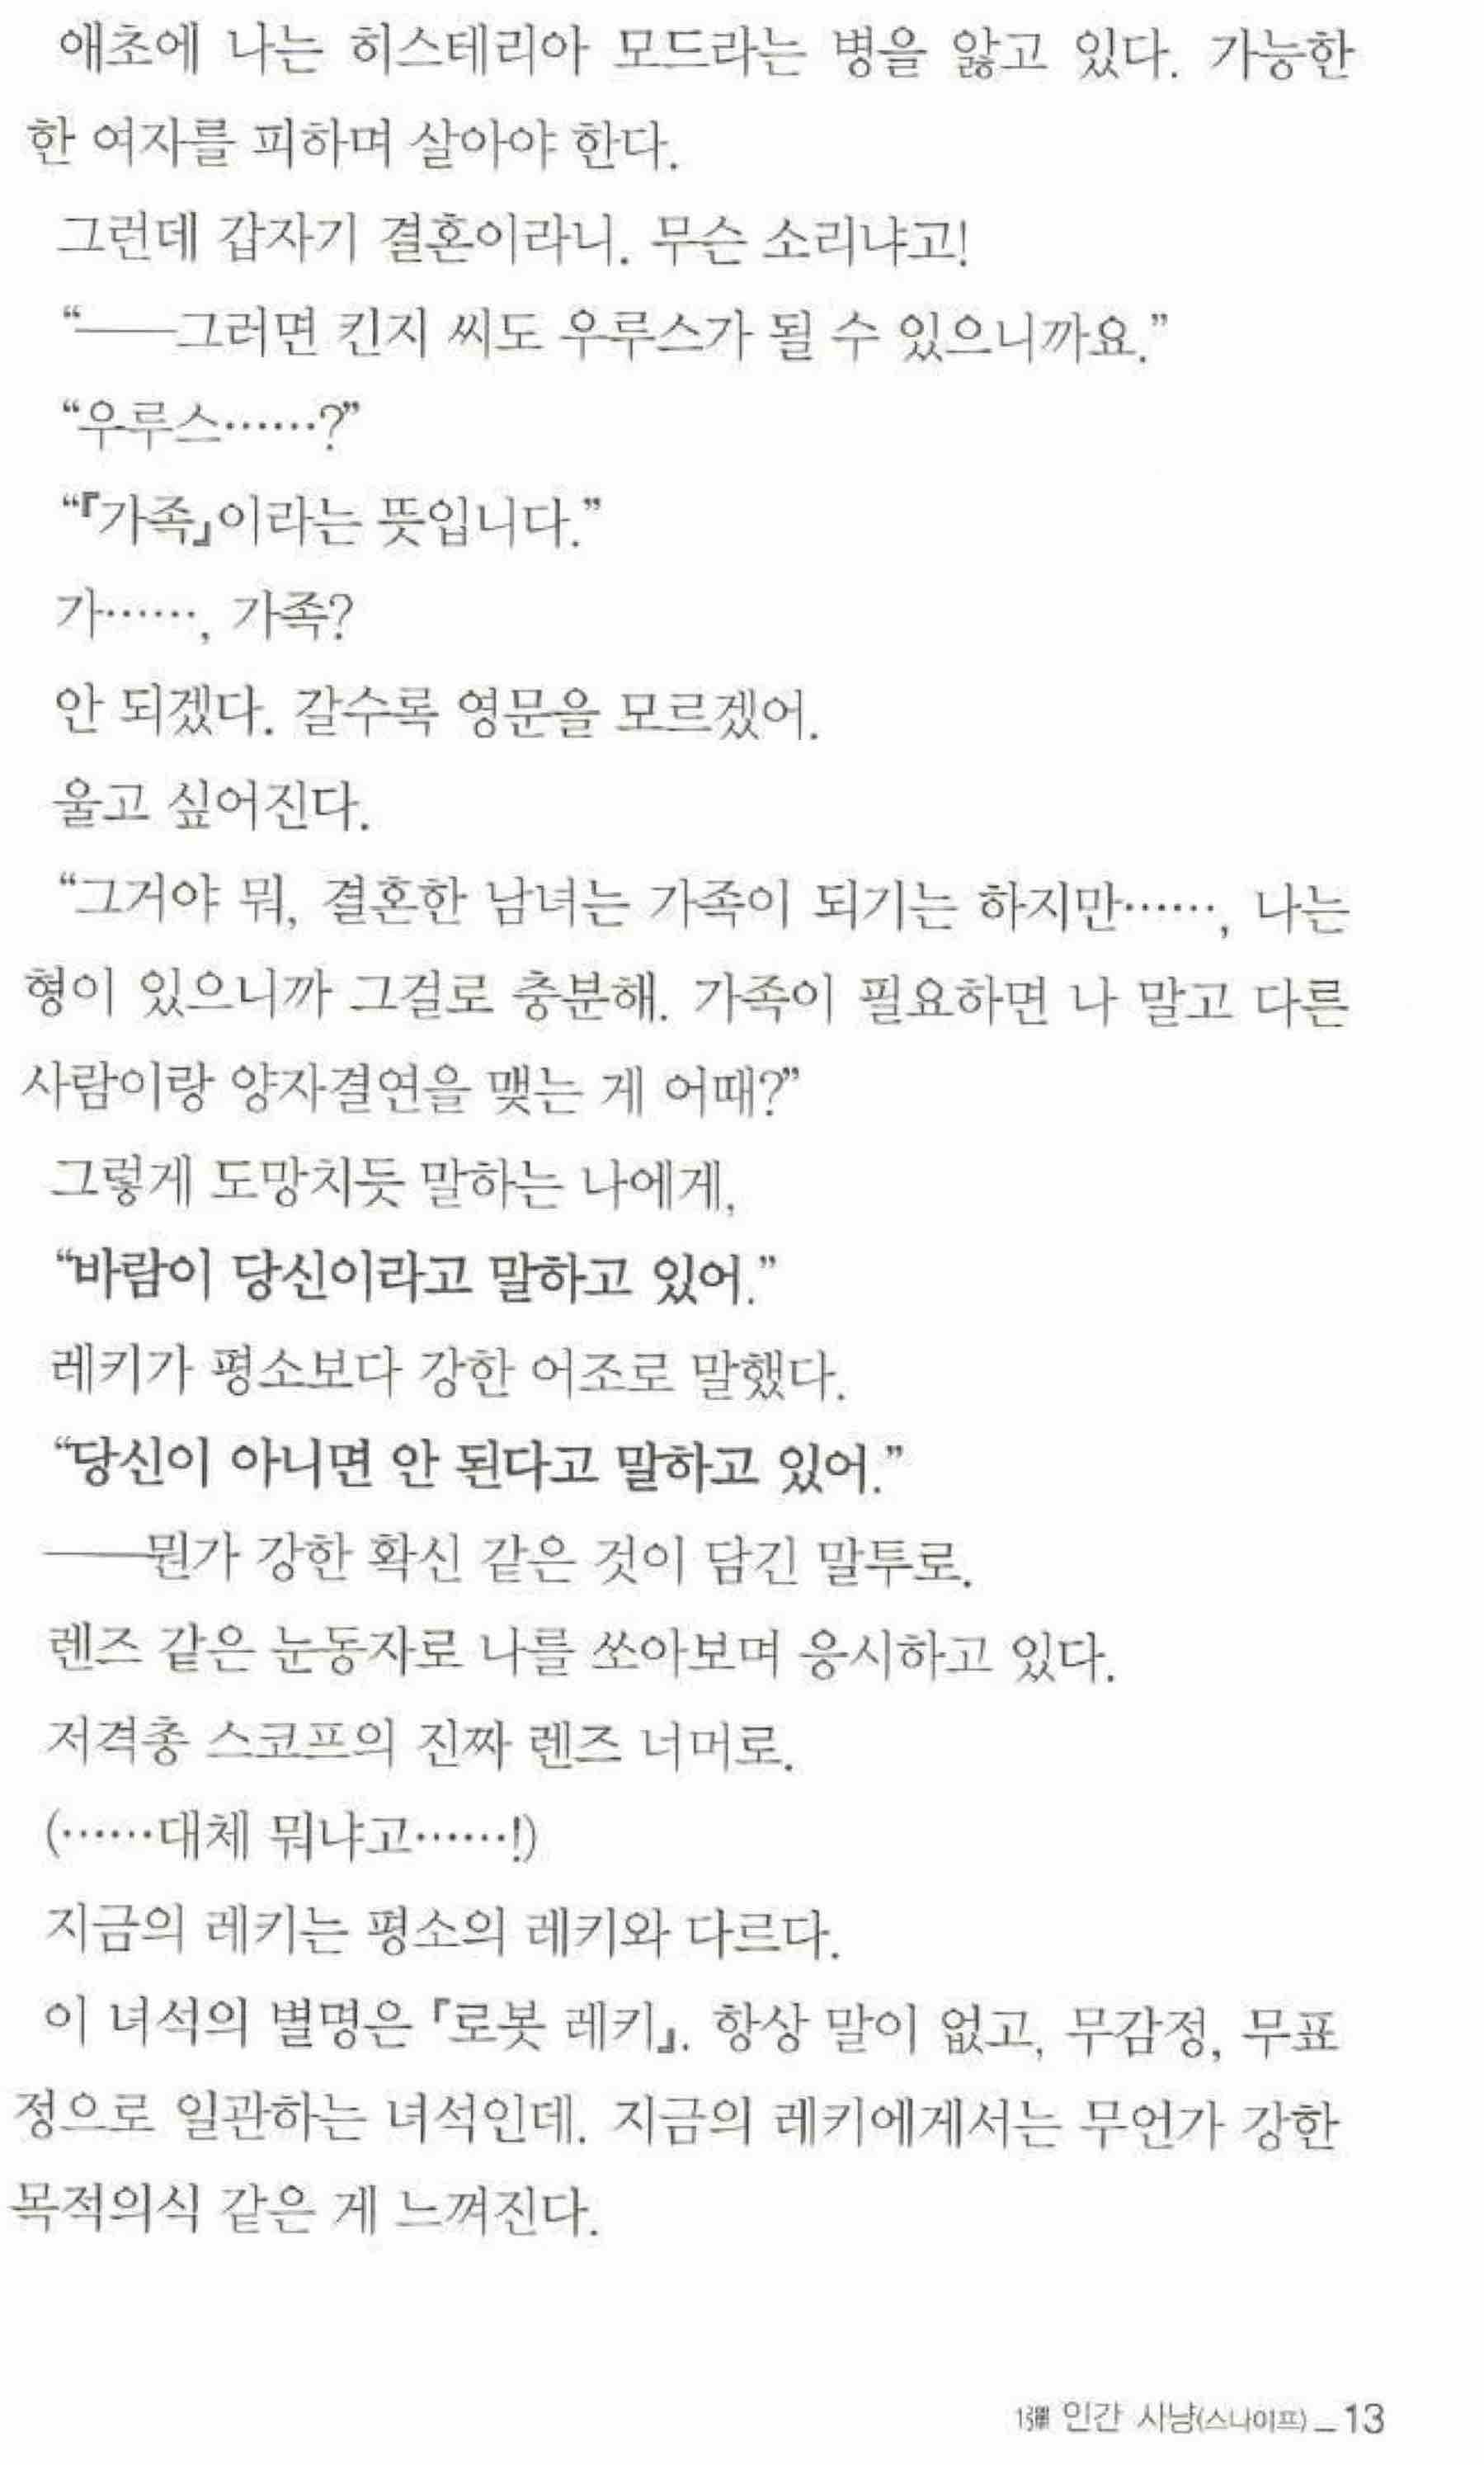 애초에 나는 히스테리아 모드라는 병을 앓고 있다. 가능한
한 여자를 피하며 살아야 한다.
그런데 갑자기 결혼이라니. 무슨 소리냐고!
“──그러면 킨지 씨도 우루스가 될 수 있으니까요.”
“우루스……?”
“『가족』이라는 뜻입니다.”
가……, 가족?
안 되겠다. 갈수록 영문을 모르겠어.
울고 싶어진다.
“그거야 뭐, 결혼한 남녀는 가족이 되기는 하지만……, 나는
형이 있으니까 그걸로 충분해. 가족이 필요하면 나 말고 다른
사람이랑 양자결연을 맺는 게 어때?”
그렇게 도망치듯 말하는 나에게,
“바람이 당신이라고 말하고 있어.”
레키가 평소보다 강한 어조로 말했다.
“당신이 아니면 안 된다고 말하고 있어.”
──뭔가 강한 확신 같은 것이 담긴 말투로.
렌즈 같은 눈동자로 나를 쏘아보며 응시하고 있다.
저격총 스코프의 진짜 렌즈 너머로.
(……대체 뭐냐고……!)
지금의 레키는 평소의 레키와 다르다.
이 녀석의 별명은 『로봇 레키』. 항상 말이 없고, 무감정, 무표
정으로 일관하는 녀석인데. 지금의 레키에게서는 무언가 강한
목적의식 같은 게 느껴진다.
1彈 인간 사냥(스나이프) _ 13